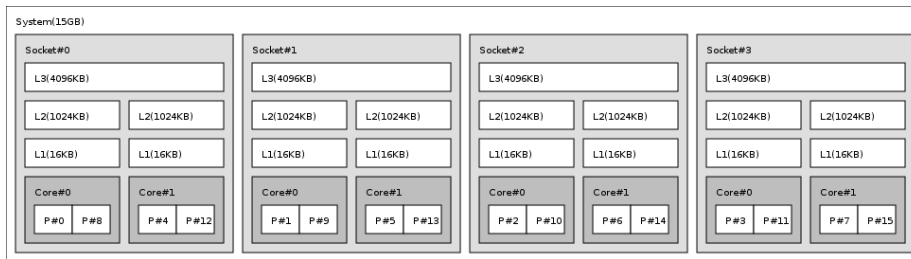 System(15GB)
Socket#0 Socket#1 Socket#2 Socket#3
L3(4096KB) L3(4096KB) L3(4096KB) L3(4096KB)
L2(1024KB) L2(1024KB) L2(1024KB) L2(1024KB) L2(1024KB) L2(1024KB) L2(1024KB) L2(1024KB)
L1(16KB) L1(16KB) L1(16KB) L1(16KB) L1(16KB) L1(16KB) L1(16KB) L1(16KB)
Core#0 Core#1 Core#0 Core#1 Core#0 Core#1 Core#0 Core#1
P#0 P#8 P#4 P#12 P#1 P#9 P#5 P#13 P#2 P#10 P#6 P#14 P#3 P#11 P#7 P#15